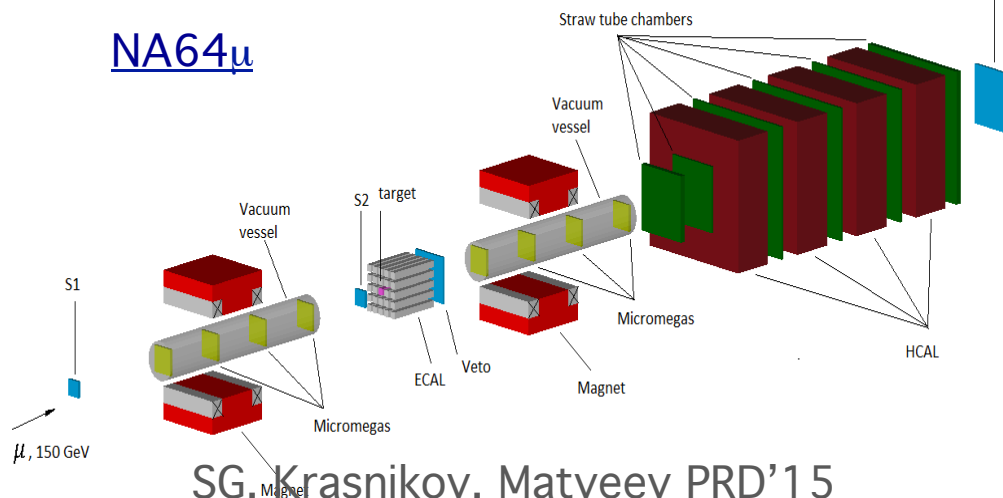 Straw tube chambers
NA64μ
Vacuum
vessel
S2
target
Vacuum
vessel
S1
Micromegas
HCAL
Veto
ECAL
Magnet
Micromegas
μ, 150 GeV
Magnet
SG, Krasnikov, Matveev PRD'15